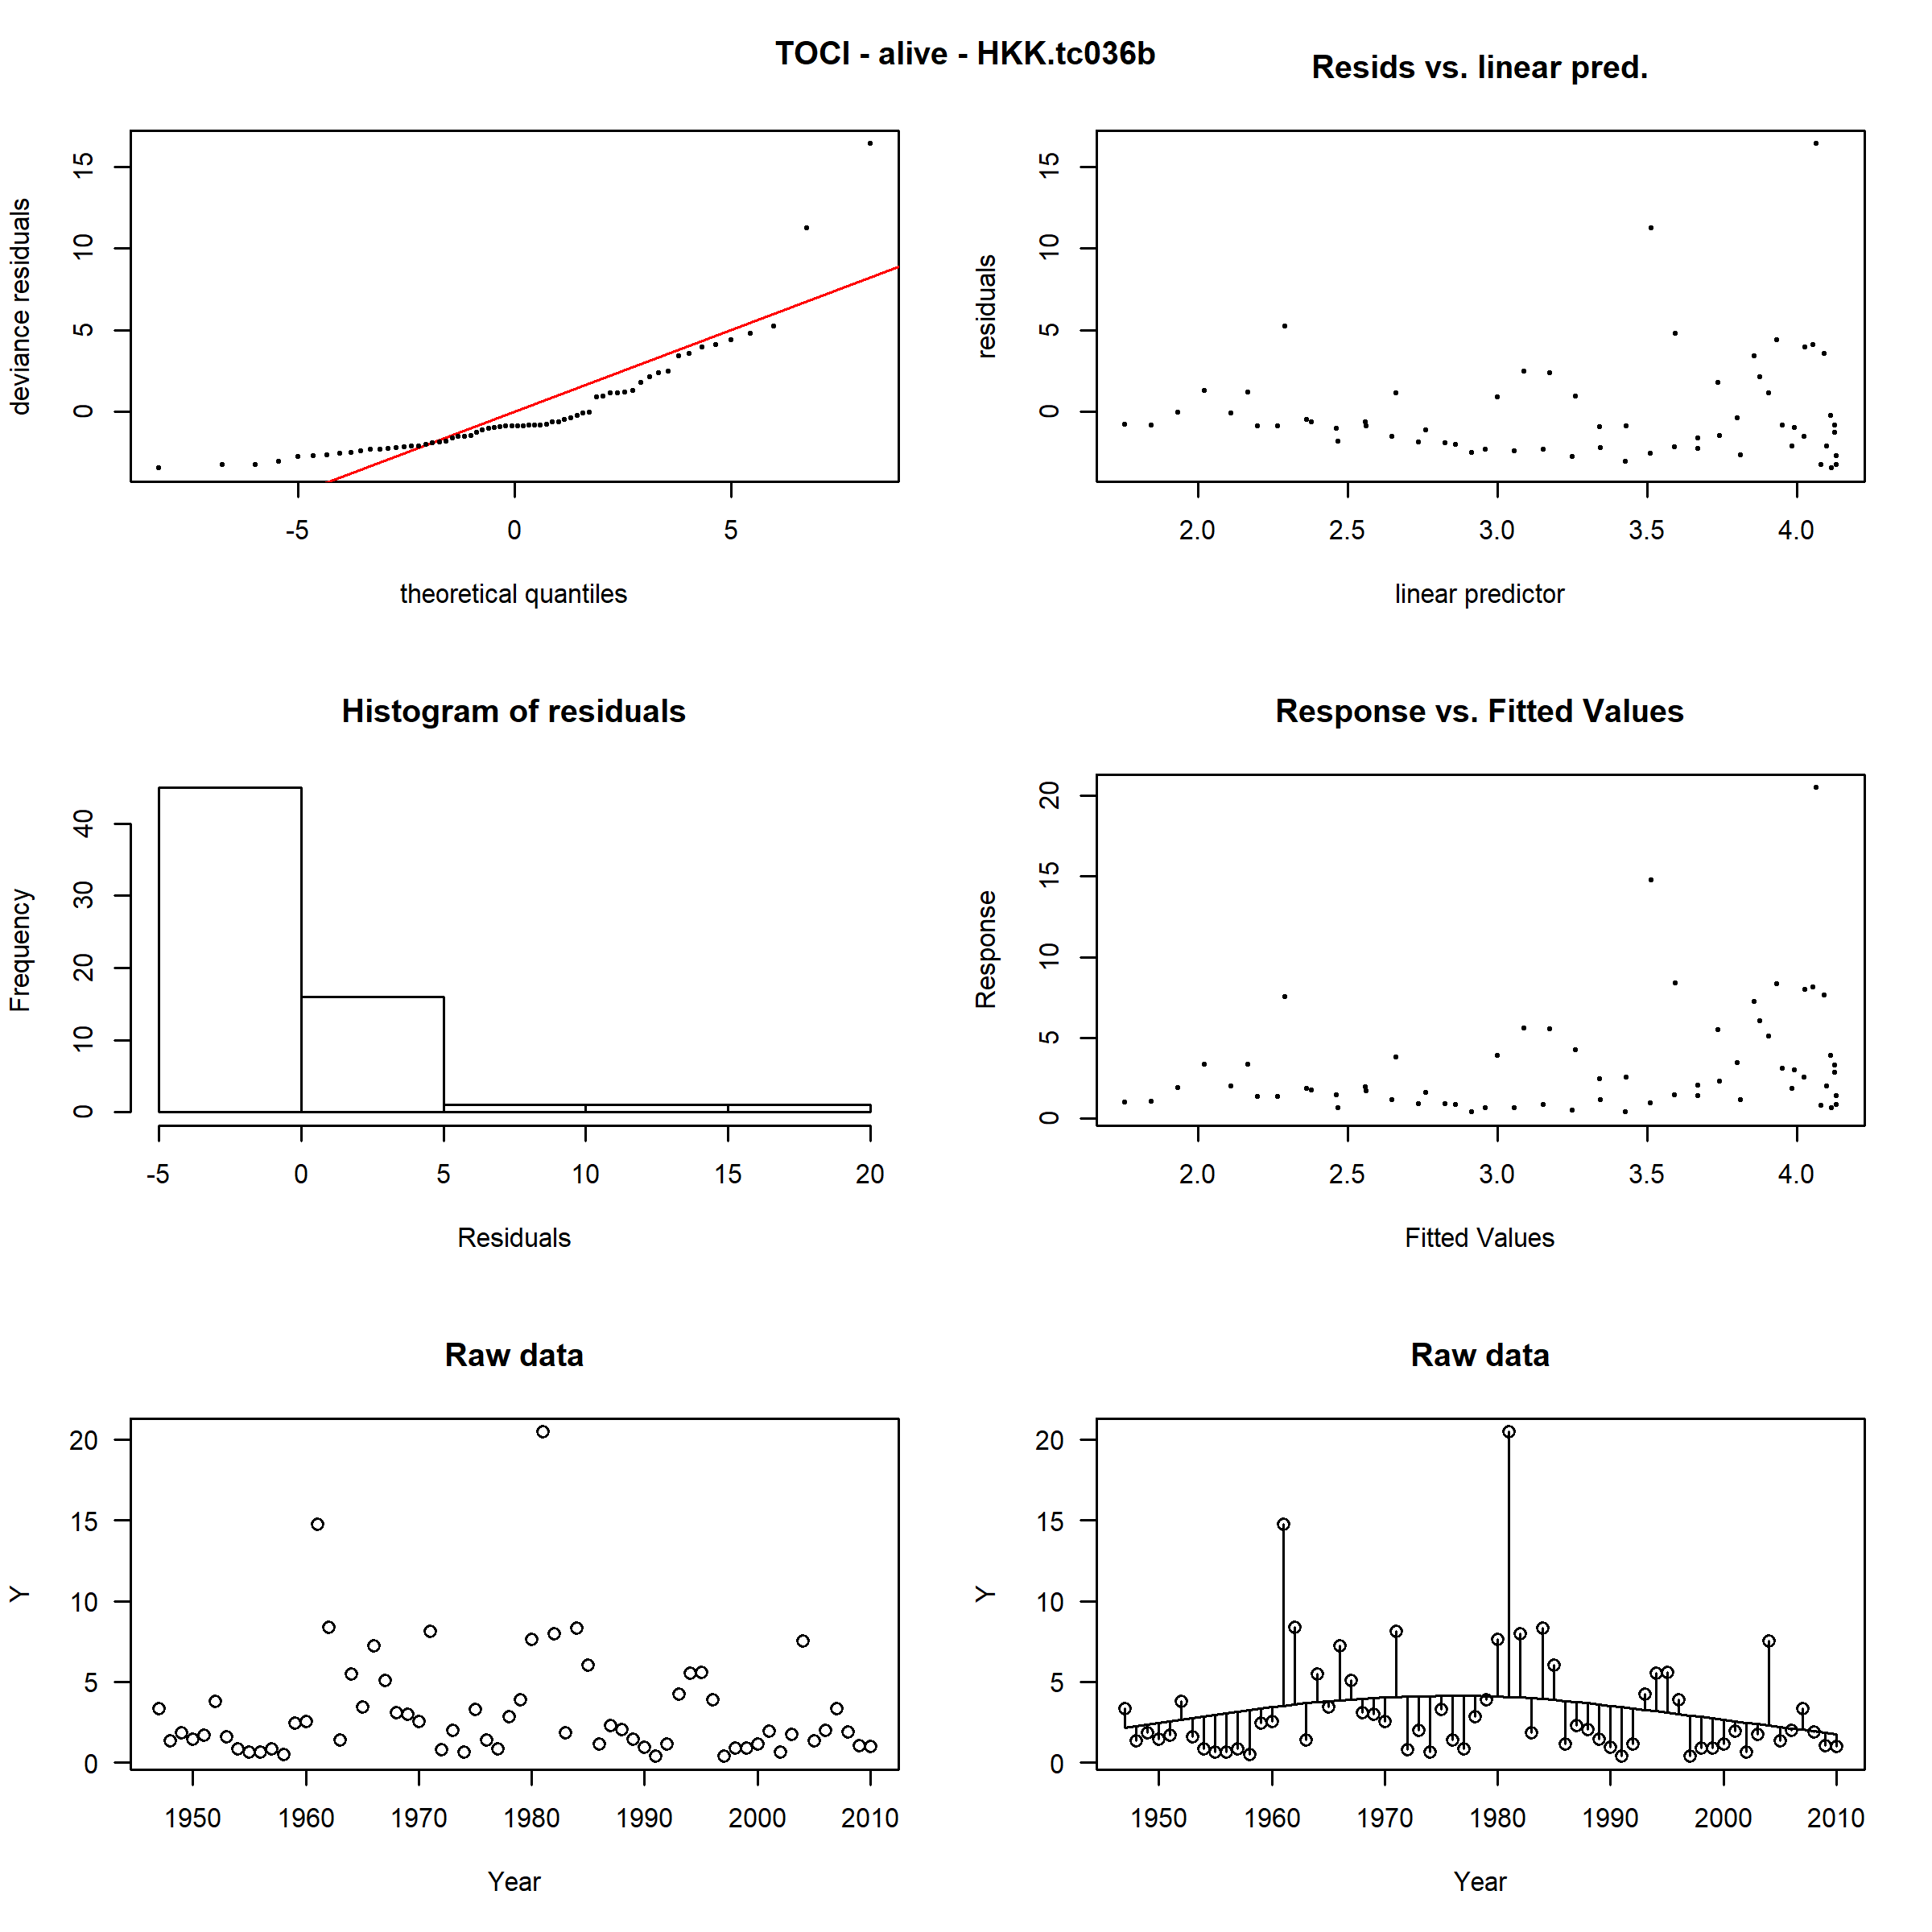 TOCI - alive - HKK.tc036b
deviance residuals
15
10
5
0
-5 0 5
theoretical quantiles
Resids vs. linear pred.
residuals
15
10
5
0
2.0 2.5 3.0 3.5 4.0
linear predictor
Histogram of residuals
Frequency
40
30
20
10
0
-5 0 5 10 15 20
Residuals
Response vs. Fitted Values
Response
20
15
10
5
0
2.0 2.5 3.0 3.5 4.0
Fitted Values
Raw data
Y
20
15
10
5
0
1950 1960 1970 1980 1990 2000 2010
Year
Raw data
Y
20
15
10
5
0
1950 1960 1970 1980 1990 2000 2010
Year